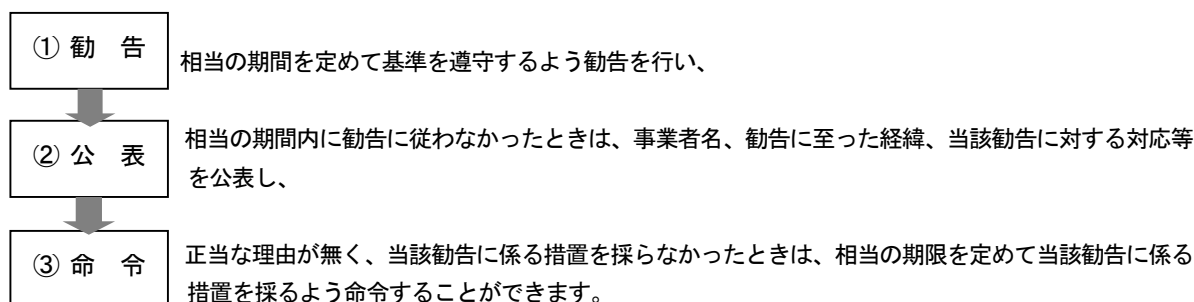 ⑴ 勧　告
相当の期間を定めて基準を遵守するよう勧告を行い、
⑵ 公　表
相当の期間内に勧告に従わなかったときは、事業者名、勧告に至った経緯、当該勧告に対する対応等
を公表し、
⑶ 命　令
正当な理由が無く、当該勧告に係る措置を採らなかったときは、相当の期限を定めて当該勧告に係る
措置を採るよう命令することができます。